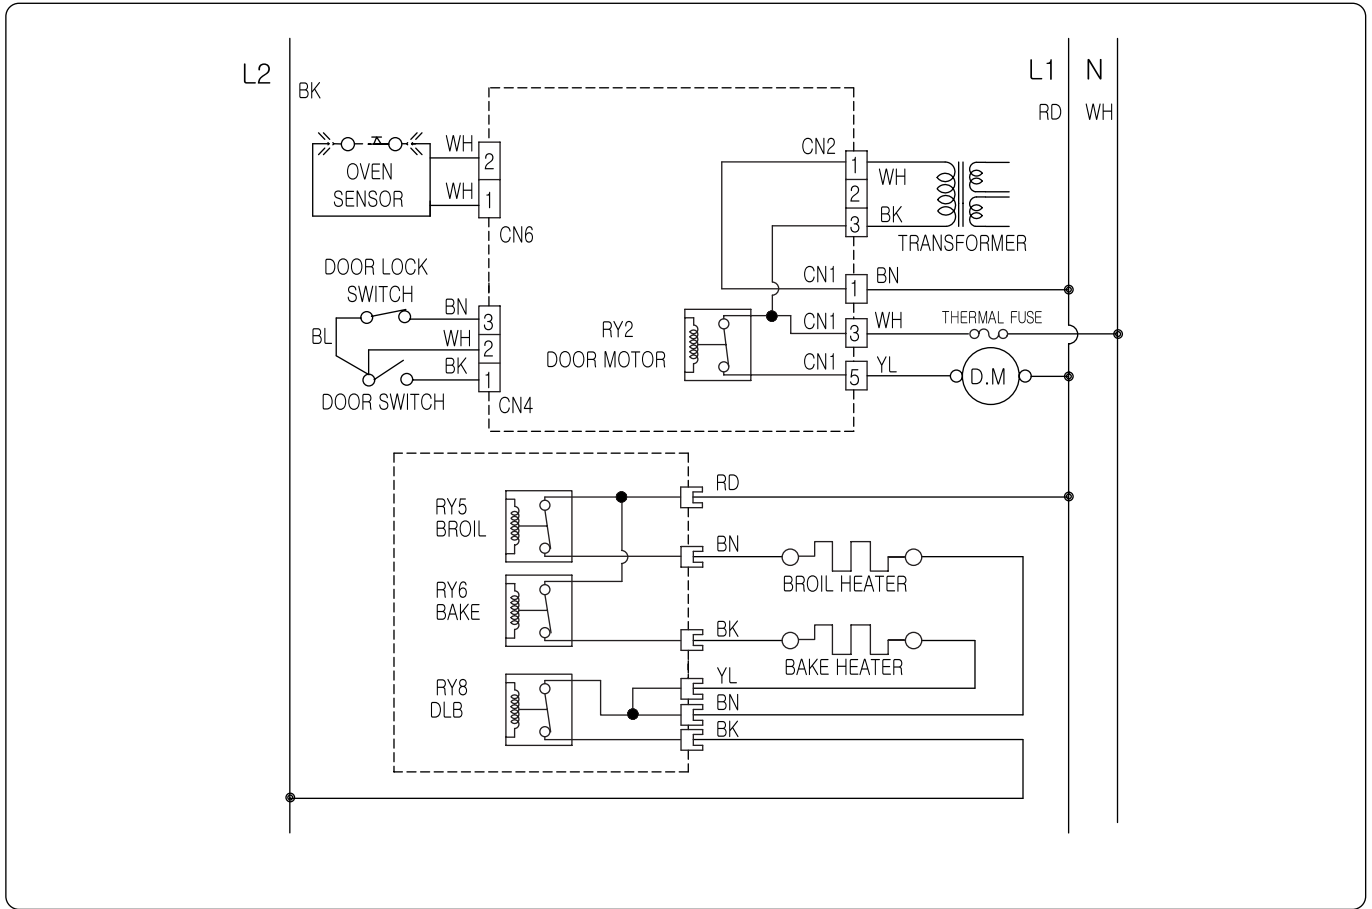 L2
BK
L1
N
RD
WH
WH
2
OVEN
SENSOR
WH
1
CN6
CN2
1
WH
2
3
BK
TRANSFORMER
DOOR LOCK
SWITCH
BN
3
BL
WH
2
BK
1
DOOR SWITCH
CN4
CN1
1
BN
RY2
DOOR MOTOR
CN1
3
WH
THERMAL FUSE
CN1
5
YL
D.M
RY5
BROIL
RD
BN
BROIL HEATER
RY6
BAKE
BK
BAKE HEATER
RY8
DLB
YL
BN
BK